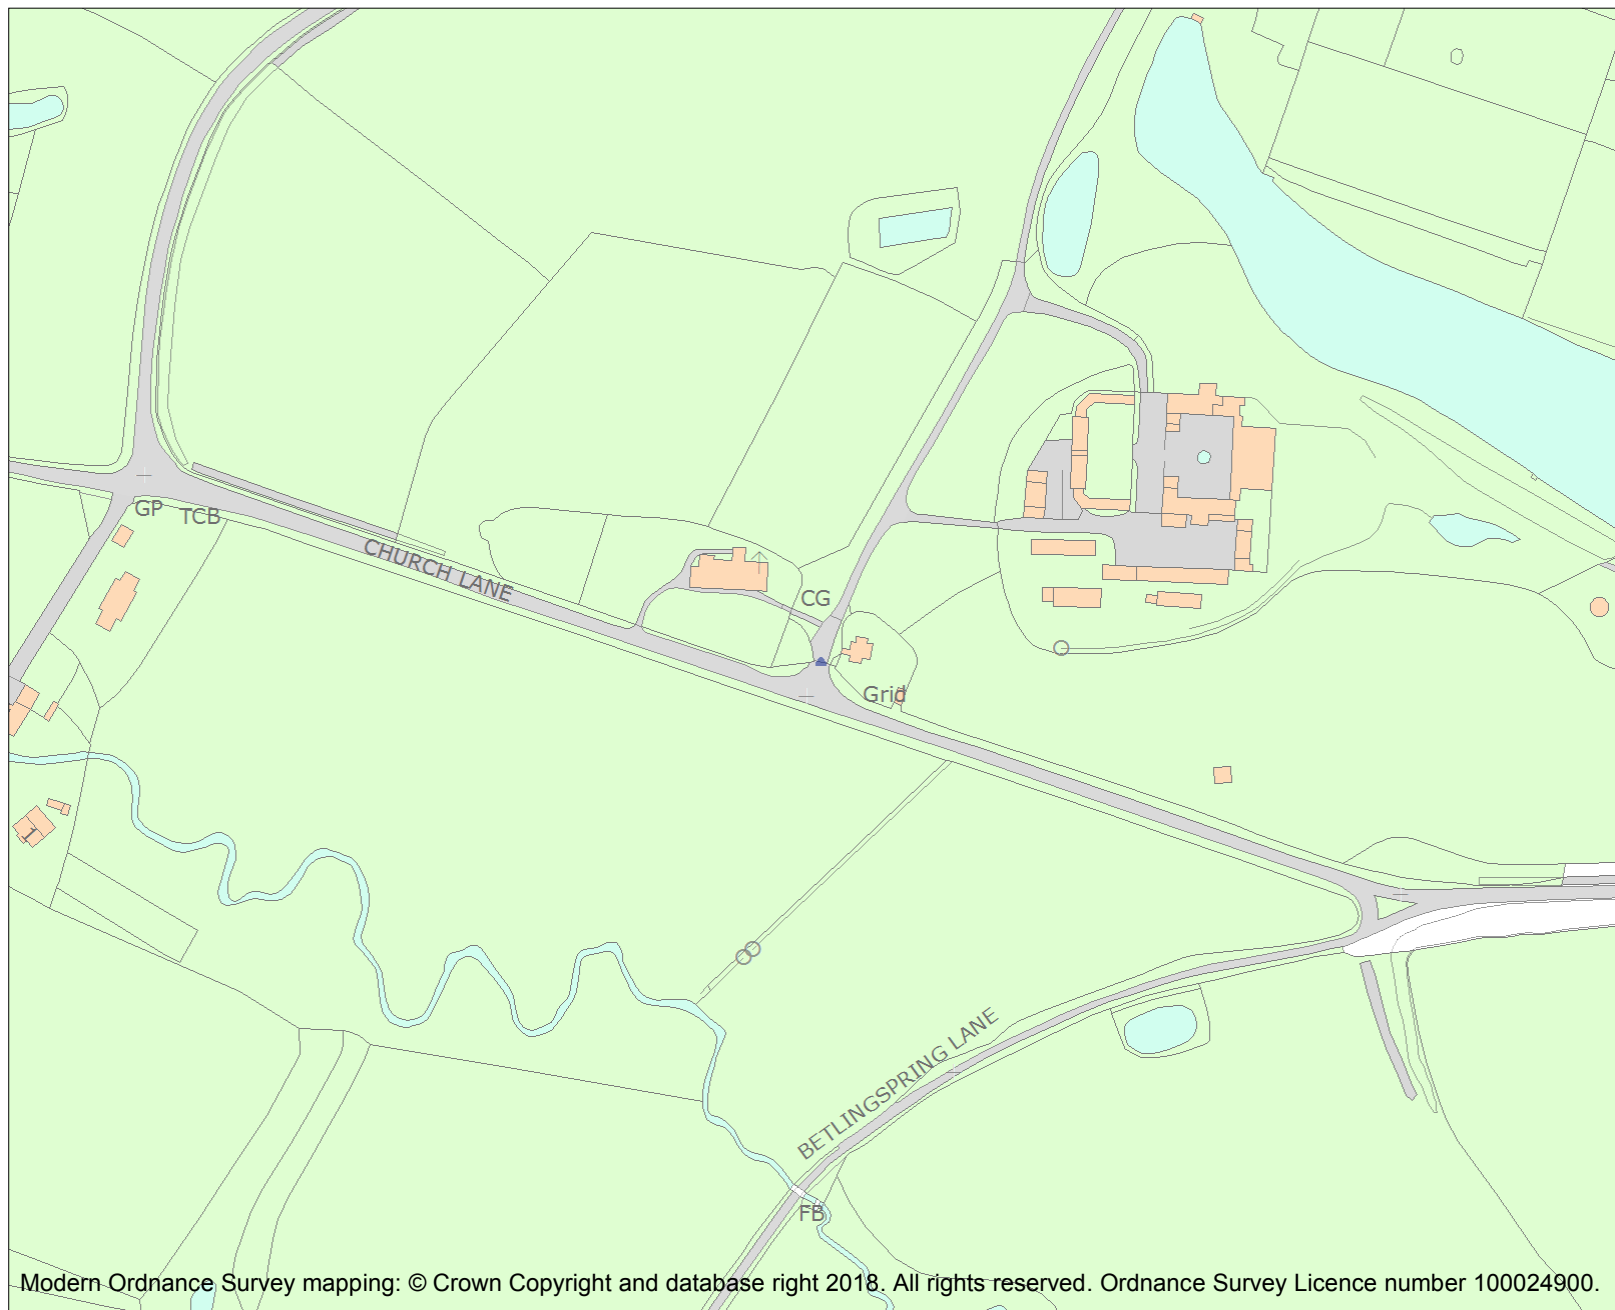 GP
TCB
CHURCH LANE
CG
Grid
1
BETLINGSPRING LANE
FB
Modern Ordnance Survey mapping: © Crown Copyright and database right 2018. All rights reserved. Ordnance Survey Licence number 100024900.